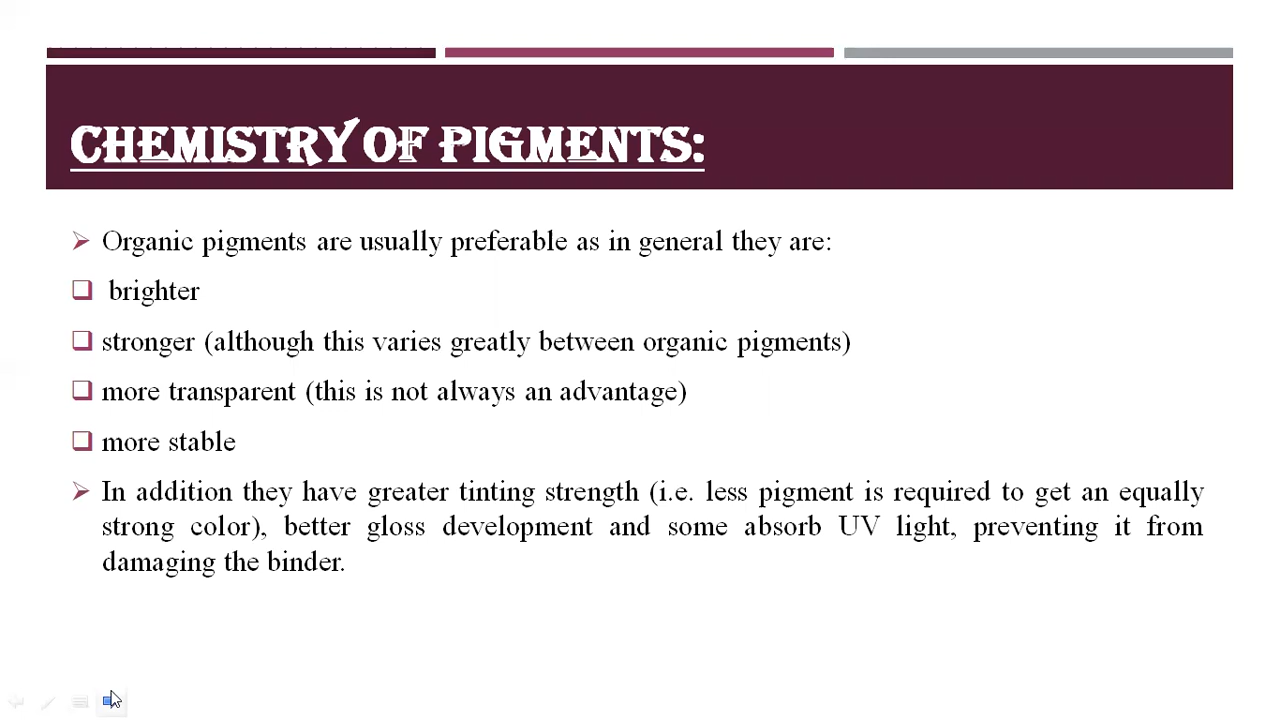 CHEMISTRY OF PIGMENTS:
Organic pigments are usually preferable as in general they are:
brighter
stronger (although this varies greatly between organic pigments)
more transparent (this is not always an advantage)
more stable
In addition they have greater tinting strength (i.e. less pigment is required to get an equally
strong color), better gloss development and some absorb UV light, preventing it from
damaging the binder.